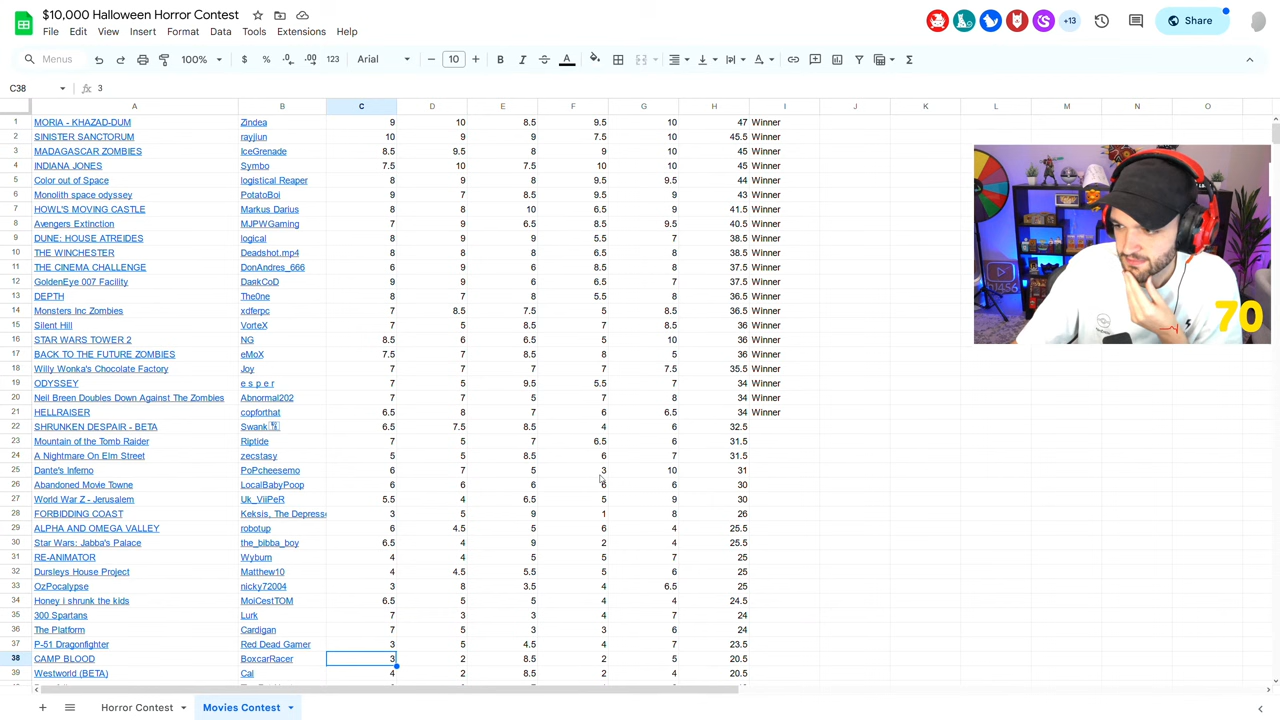 $10,000 Halloween Horror Contest
File Edit View Insert Format Data Tools Extensions Help
+13
Share
Menus 100% $ % .0 .00 123 Arial 10 B I A A Σ
C38 fx 3
A B C D E F G H I J K L M N O
1 MORIA - KHAZAD-DUM Zindea 9 10 8.5 9.5 10 47 Winner
2 SINISTER SANCTORUM rayjiun 10 9 9 7.5 10 45.5 Winner
3 MADAGASCAR ZOMBIES IceGrenade 8.5 9.5 8 9 10 45 Winner
4 INDIANA JONES Symbo 7.5 10 7.5 10 10 45 Winner
5 Color out of Space logistical Reaper 8 9 8 9.5 9.5 44 Winner
6 Monolith space odyssey PotatoBoi 9 7 8.5 9.5 9 43 Winner
7 HOWL'S MOVING CASTLE Markus Darius 8 8 10 6.5 9 41.5 Winner
8 Avengers Extinction MJPWGaming 7 9 6.5 8.5 9.5 40.5 Winner
9 DUNE: HOUSE ATREIDES logical 8 9 9 5.5 7 38.5 Winner
10 THE WINCHESTER Deadshot.mp4 8 8 8 6.5 8 38.5 Winner
11 THE CINEMA CHALLENGE DonAndres_666 6 9 6 8.5 8 37.5 Winner
12 GoldenEye 007 Facility DaяkCoD 9 9 6 6.5 7 37.5 Winner
13 DEPTH The0ne 8 7 8 5.5 8 36.5 Winner
14 Monsters Inc Zombies xdferpc 7 8.5 7.5 5 8.5 36.5 Winner
15 Silent Hill VorteX 7 5 8.5 7 8.5 36 Winner
16 STAR WARS TOWER 2 NG 8.5 6 6.5 5 10 36 Winner
17 BACK TO THE FUTURE ZOMBIES eMoX 7.5 7 8.5 8 5 36 Winner
18 Willy Wonka's Chocolate Factory Joy 7 7 7 7 7.5 35.5 Winner
19 ODYSSEY e s p e r 7 5 9.5 5.5 7 34 Winner
20 Neil Breen Doubles Down Against The Zombies Abnormal202 7 7 5 7 8 34 Winner
21 HELLRAISER copforthat 6.5 8 7 6 6.5 34 Winner
22 SHRUNKEN DESPAIR - BETA Swank 6.5 7.5 8.5 4 6 32.5
23 Mountain of the Tomb Raider Riptide 7 5 7 6.5 6 31.5
24 A Nightmare On Elm Street zecstasy 5 5 8.5 6 7 31.5
25 Dante's Inferno PoPcheesemo 6 7 5 3 10 31
26 Abandoned Movie Towne LocalBabyPoop 6 6 6 6 6 30
27 World War Z - Jerusalem Uk_ViiPeR 5.5 4 6.5 5 9 30
28 FORBIDDING COAST Keksis, The Depresse 3 5 9 1 8 26
29 ALPHA AND OMEGA VALLEY robotup 6 4.5 5 6 4 25.5
30 Star Wars: Jabba's Palace the_bibba_boy 6.5 4 9 2 4 25.5
31 RE-ANIMATOR Wyburn 4 4 5 5 7 25
32 Dursleys House Project Matthew10 4 4.5 5.5 5 6 25
33 OzPocalypse nicky72004 3 8 3.5 4 6.5 25
34 Honey i shrunk the kids MoiCestTOM 6.5 5 5 4 4 24.5
35 300 Spartans Lurk 7 3 3 4 7 24
36 The Platform Cardigan 7 5 3 3 6 24
37 P-51 Dragonfighter Red Dead Gamer 3 5 4.5 4 7 23.5
38 CAMP BLOOD BoxcarRacer 3 2 8.5 2 5 20.5
39 Westworld (BETA) Cal 4 2 8.5 2 4 20.5
70
Horror Contest Movies Contest